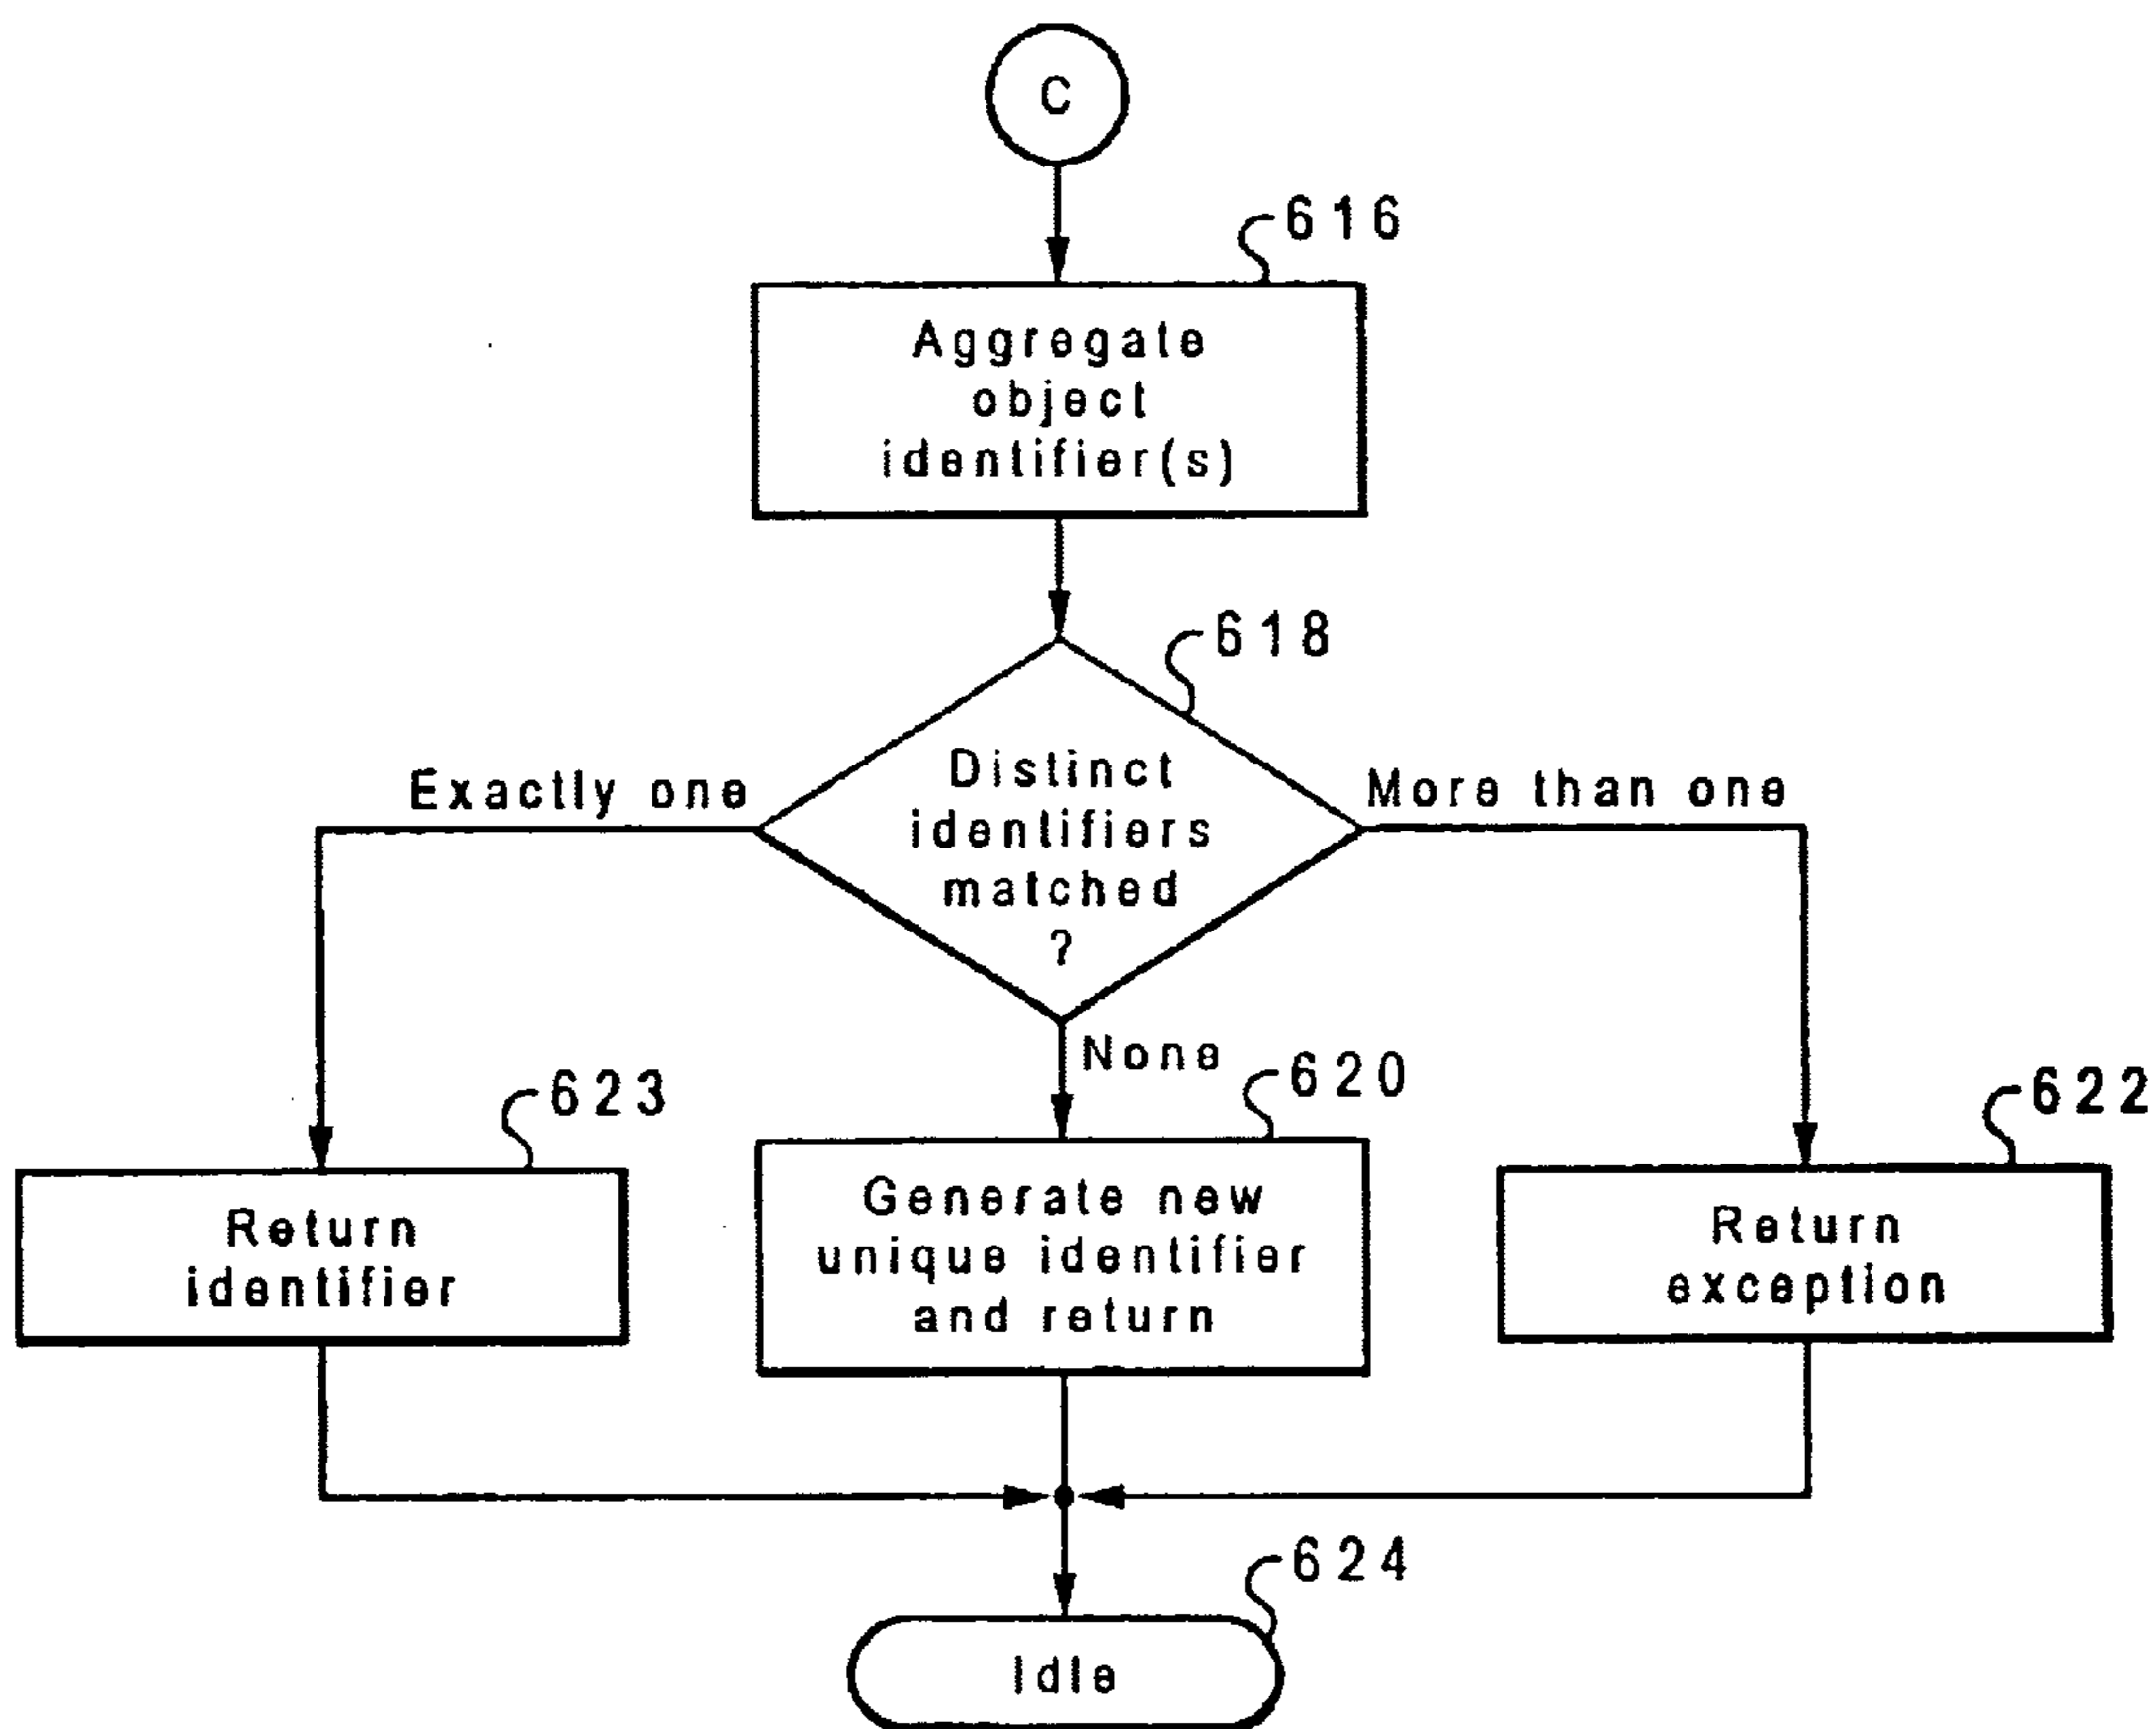 C
616
Aggregate
object
identifier(s)
618
Distinct
identifiers
matched
?
Exactly one
More than one
None
623
620
622
Return
identifier
Generate new
unique identifier
and return
Return
exception
624
Idle